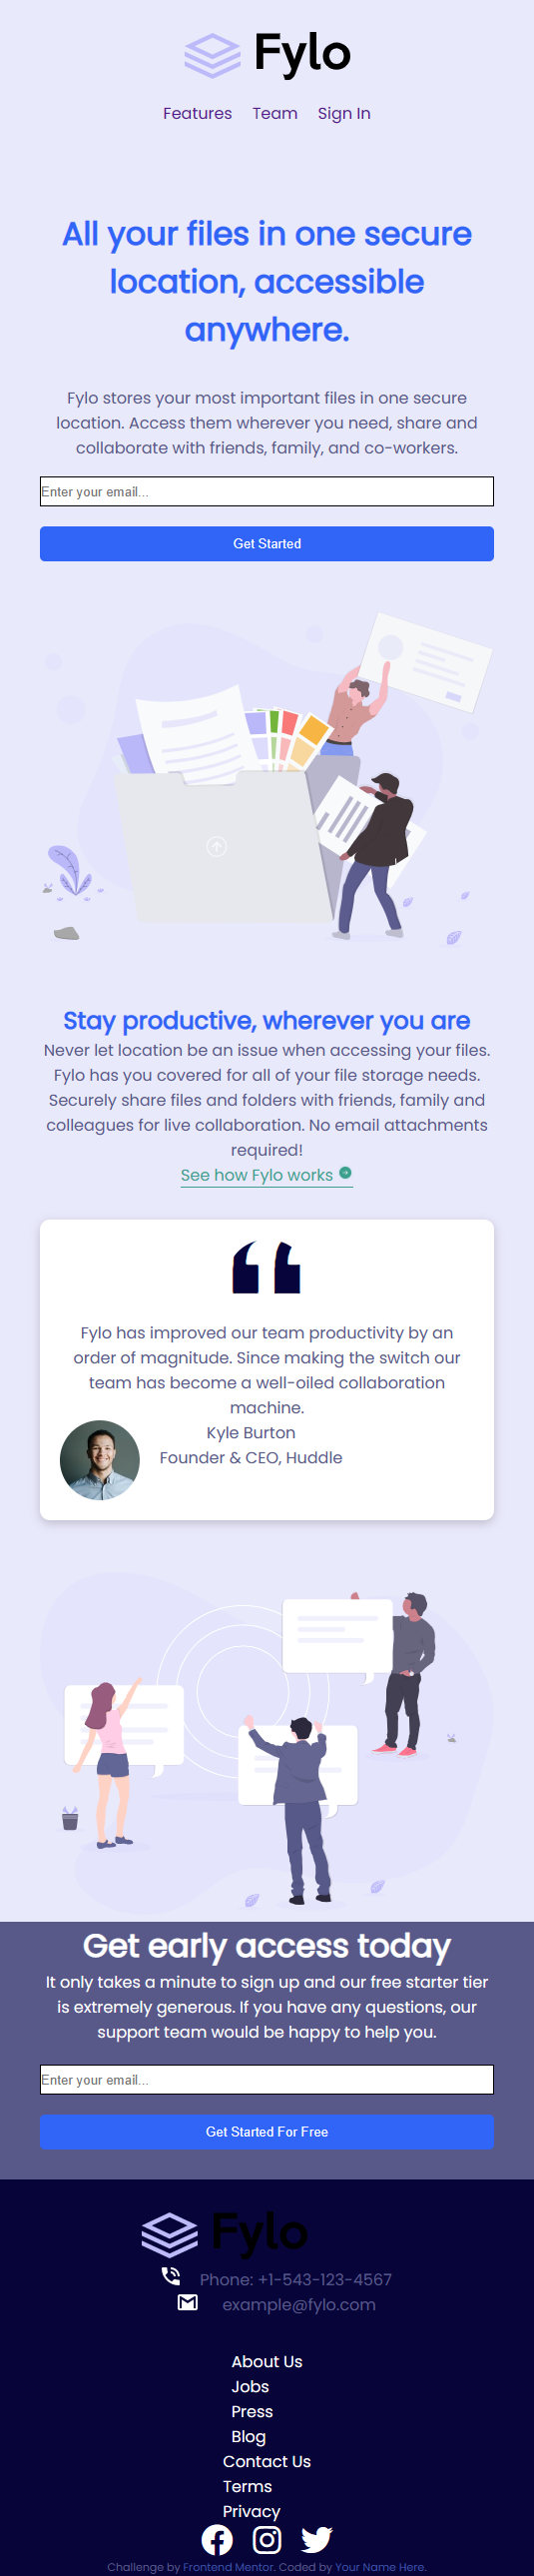 Fylo
Features Team Sign In
All your files in one secure
location, accessible
anywhere.
Fylo stores your most important files in one secure
location. Access them wherever you need, share and
collaborate with friends, family, and co-workers.
Enter your email...
Get Started
Stay productive, wherever you are
Never let location be an issue when accessing your files.
Fylo has you covered for all of your file storage needs.
Securely share files and folders with friends, family and
colleagues for live collaboration. No email attachments
required!
See how Fylo works
Fylo has improved our team productivity by an
order of magnitude. Since making the switch our
team has become a well-oiled collaboration
machine.
Kyle Burton
Founder & CEO, Huddle
Get early access today
It only takes a minute to sign up and our free starter tier
is extremely generous. If you have any questions, our
support team would be happy to help you.
Enter your email...
Get Started For Free
Fylo
Phone: +1-543-123-4567
example@fylo.com
About Us
Jobs
Press
Blog
Contact Us
Terms
Privacy
Challenge by Frontend Mentor. Coded by Your Name Here.